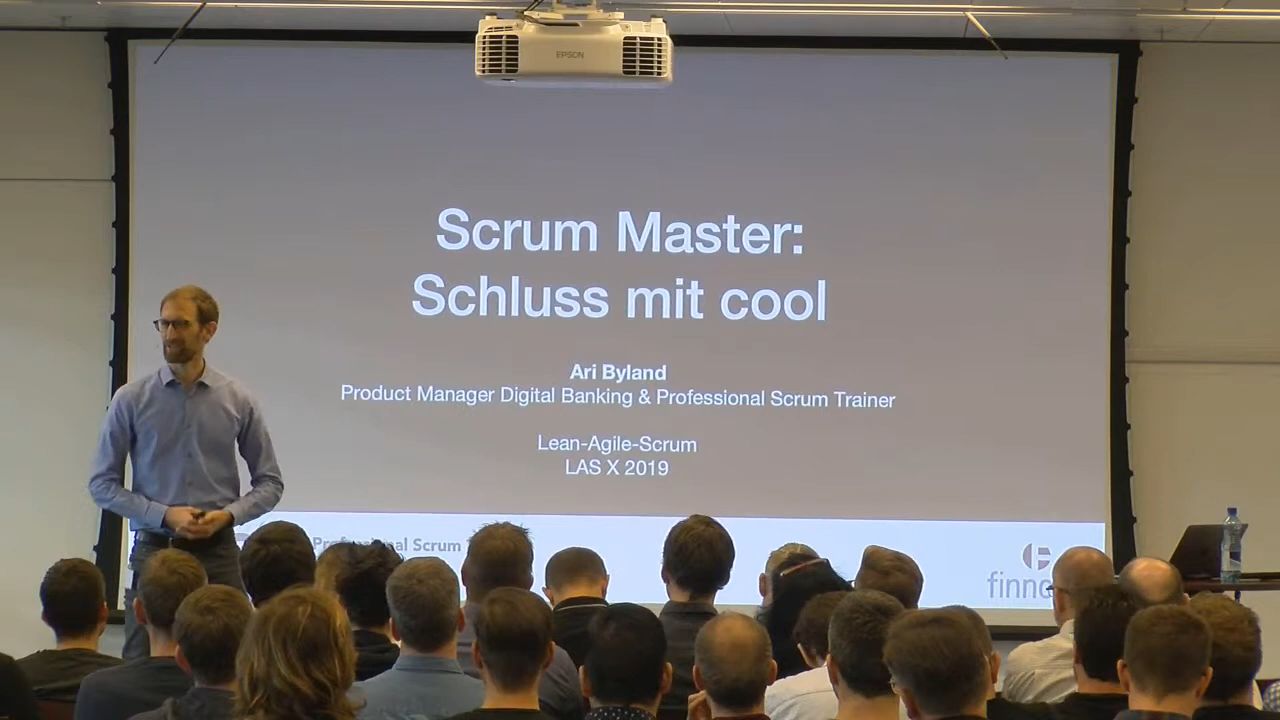 EPSON
Scrum Master:
Schluss mit cool
Ari Byland
Product Manager Digital Banking & Professional Scrum Trainer
Lean-Agile-Scrum
LAS X 2019
Scrum